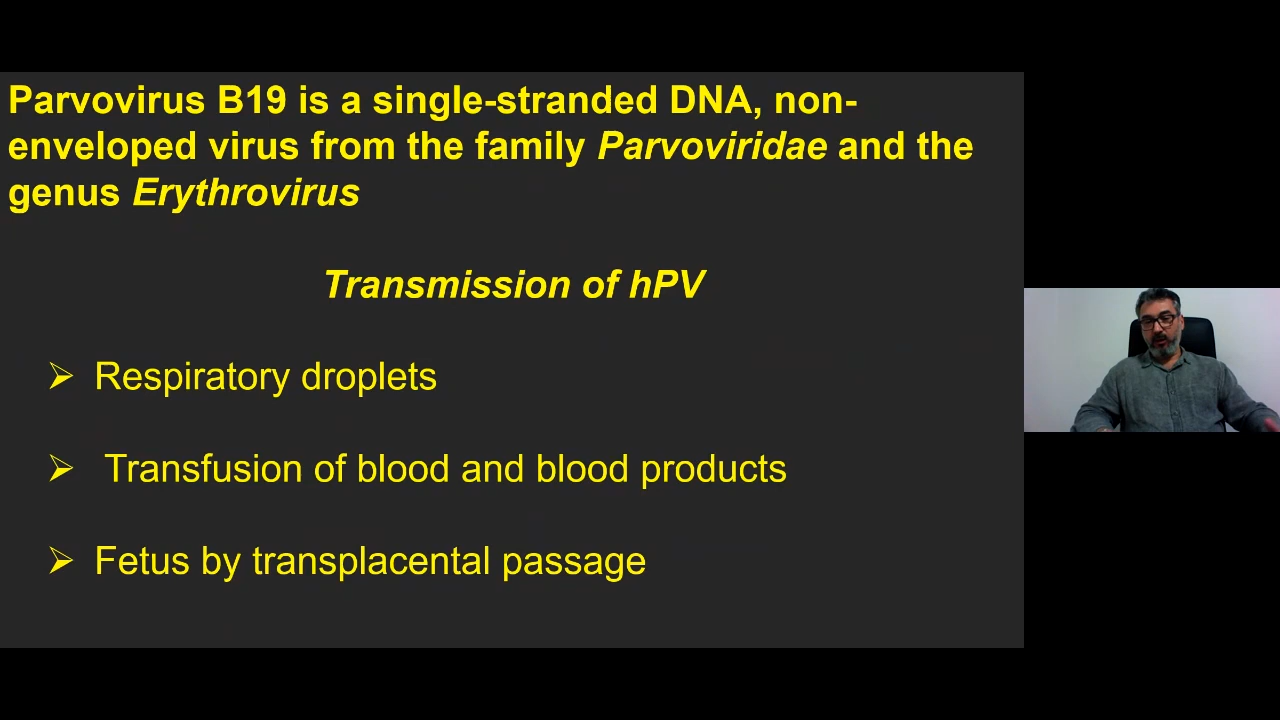 Parvovirus B19 is a single-stranded DNA, non-
enveloped virus from the family Parvoviridae and the
genus Erythrovirus
Transmission of hPV
➢ Respiratory droplets
➢ Transfusion of blood and blood products
➢ Fetus by transplacental passage